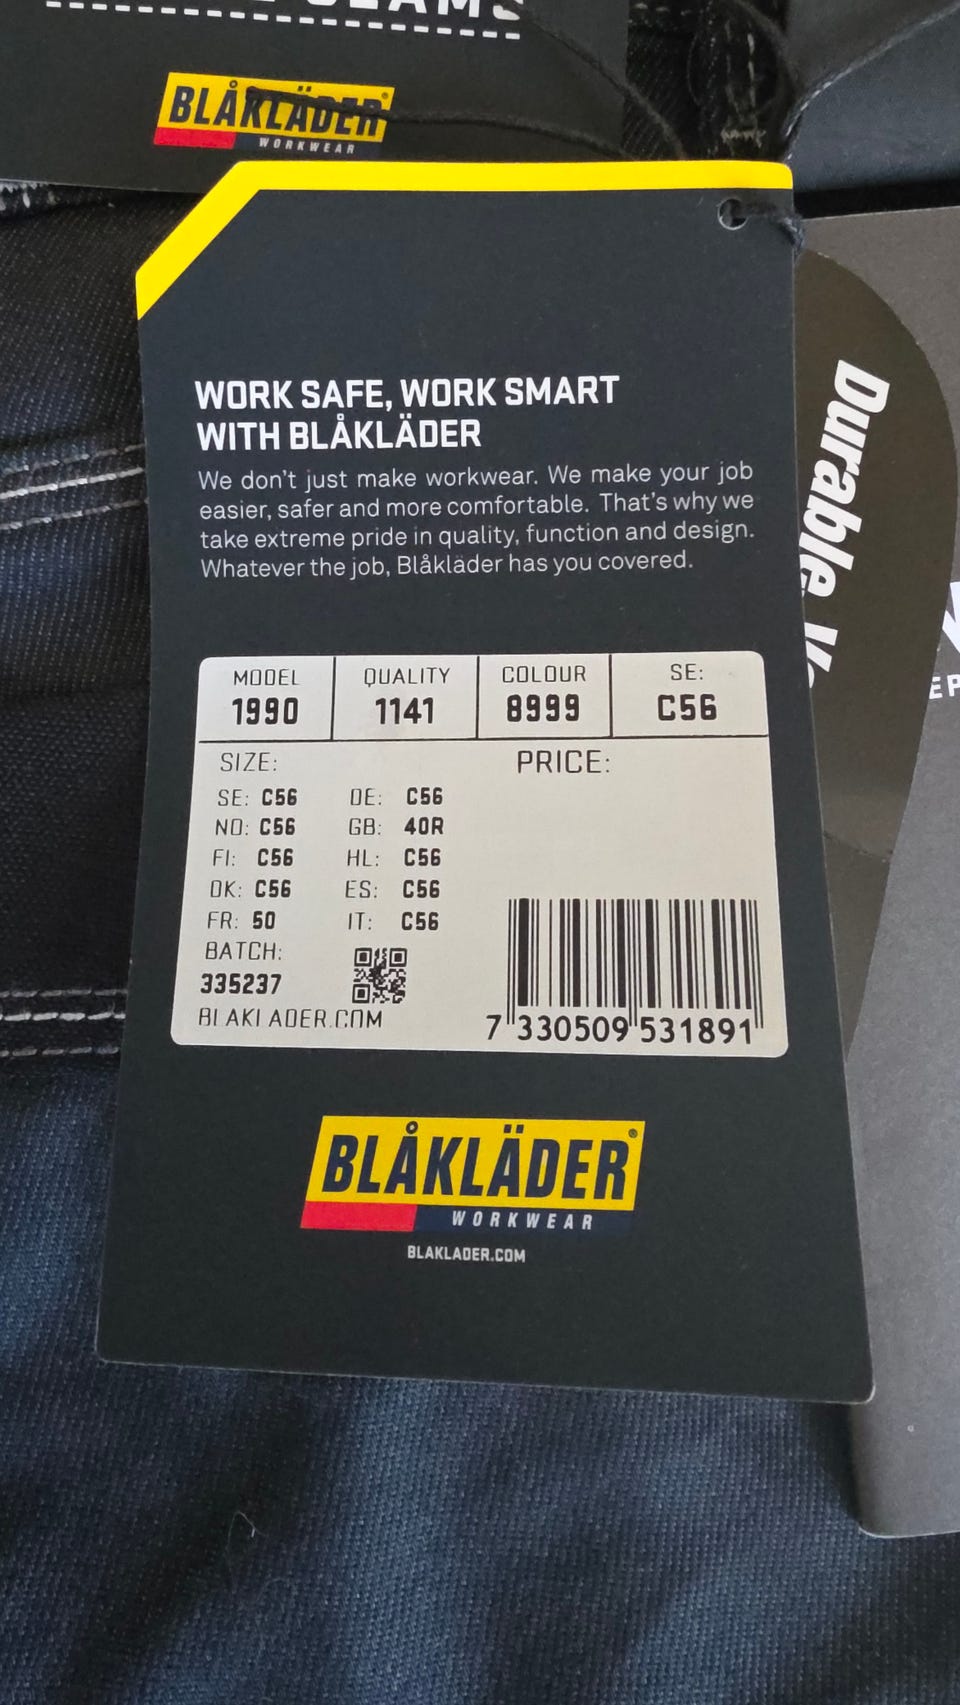 BLÅKLÄDER®
WORKWEAR
WORK SAFE, WORK SMART
WITH BLÅKLÄDER
We don't just make workwear. We make your job
easier, safer and more comfortable. That's why we
take extreme pride in quality, function and design.
Whatever the job, Blåkläder has you covered.
Durable
MODEL QUALITY COLOUR SE:
1990 1141 8999 C56
SIZE: PRICE:
SE: C56 DE: C56
NO: C56 GB: 40R
FI: C56 HL: C56
DK: C56 ES: C56
FR: 50 IT: C56
BATCH:
335237
BLAKLADER.COM
7 330509 531891
BLÅKLÄDER®
WORKWEAR
BLAKLADER.COM